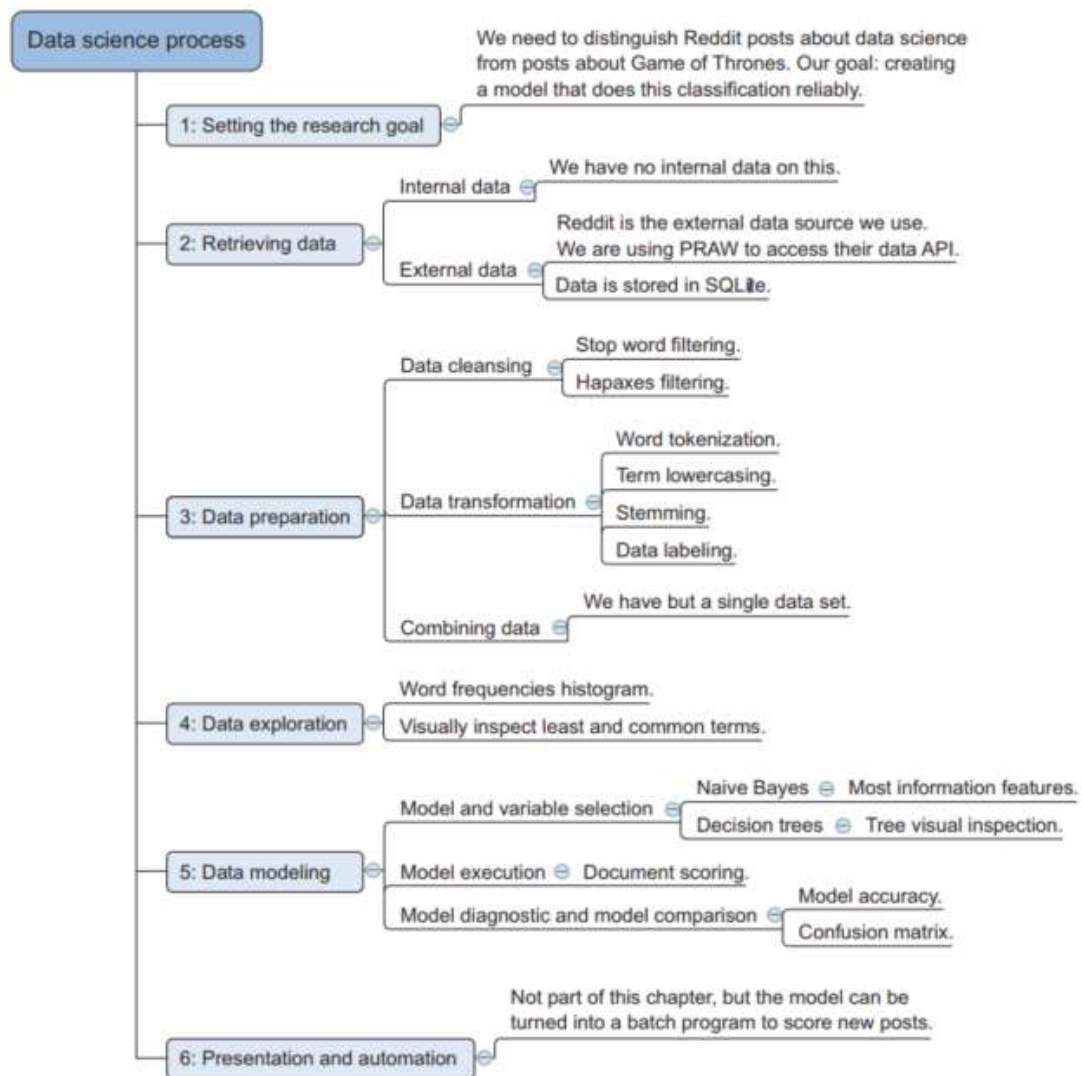 Data science process
We need to distinguish Reddit posts about data science
from posts about Game of Thrones. Our goal: creating
a model that does this classification reliably.
1: Setting the research goal
We have no internal data on this.
Internal data
2: Retrieving data
Reddit is the external data source we use.
We are using PRAW to access their data API.
External data
Data is stored in SQLite.
Stop word filtering.
Data cleansing
Hapaxes filtering.
Word tokenization.
Term lowercasing.
3: Data preparation
Data transformation
Stemming.
Data labeling.
We have but a single data set.
Combining data
Word frequencies histogram.
4: Data exploration
Visually inspect least and common terms.
Naive Bayes Most information features.
Model and variable selection
Decision trees Tree visual inspection.
5: Data modeling
Model execution Document scoring.
Model accuracy.
Model diagnostic and model comparison
Confusion matrix.
Not part of this chapter, but the model can be
turned into a batch program to score new posts.
6: Presentation and automation